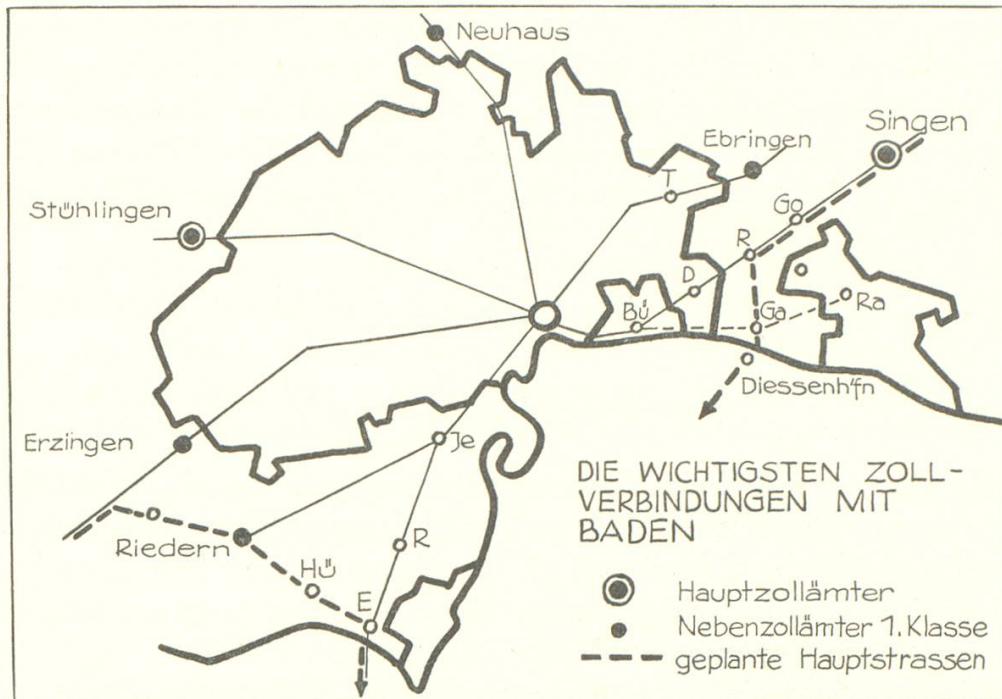 Neuhaus
Singen
Ebringen
T
Go
Stühlingen
R
D
Bü
Ga
Ra
Diessenh'fn
Erzingen
Je
DIE WICHTIGSTEN ZOLL-
VERBINDUNGEN MIT
BADEN
Riedern
R
Hü
E
Hauptzollämter
Nebenzollämter 1. Klasse
geplante Hauptstrassen